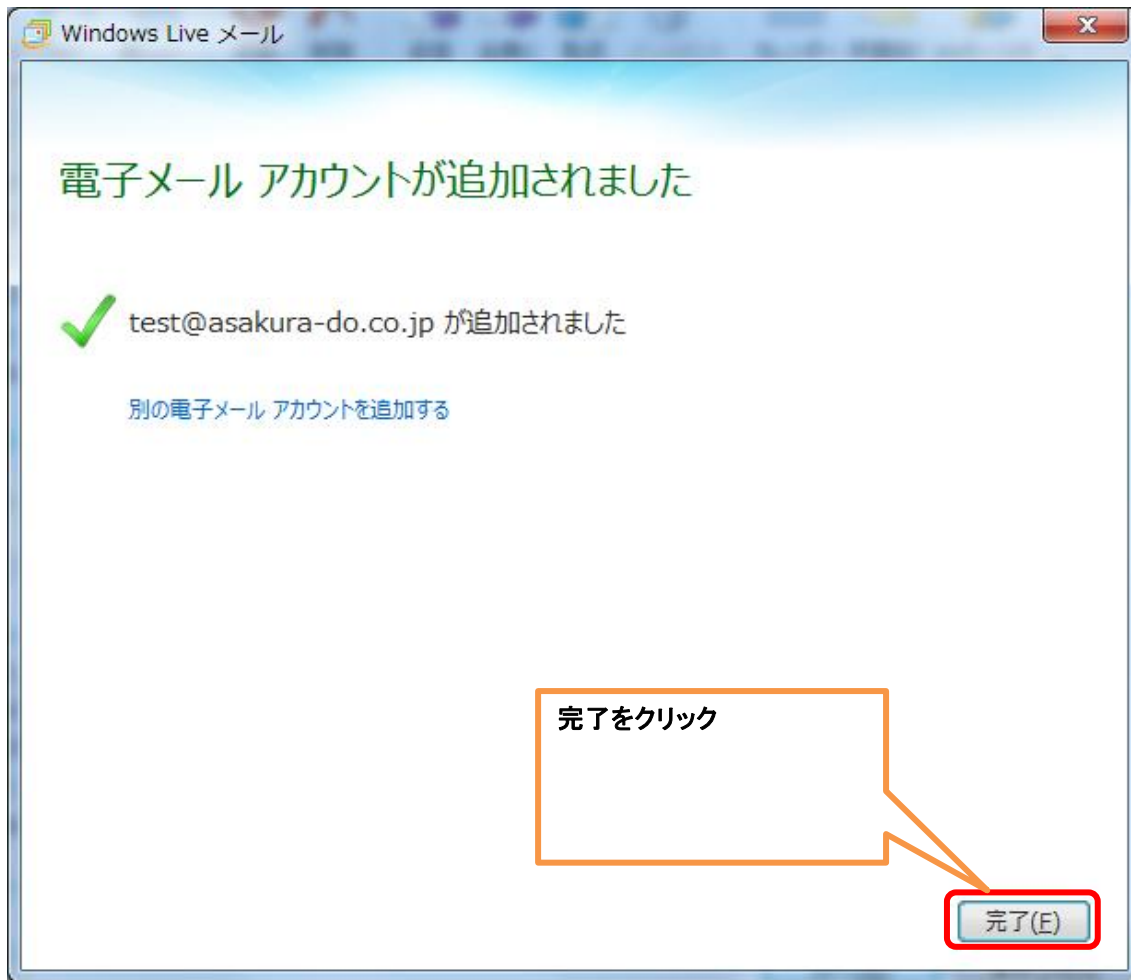 Windows Live メール
電子メール アカウントが追加されました
test@asakura-do.co.jp が追加されました
別の電子メール アカウントを追加する
完了をクリック
完了(F)